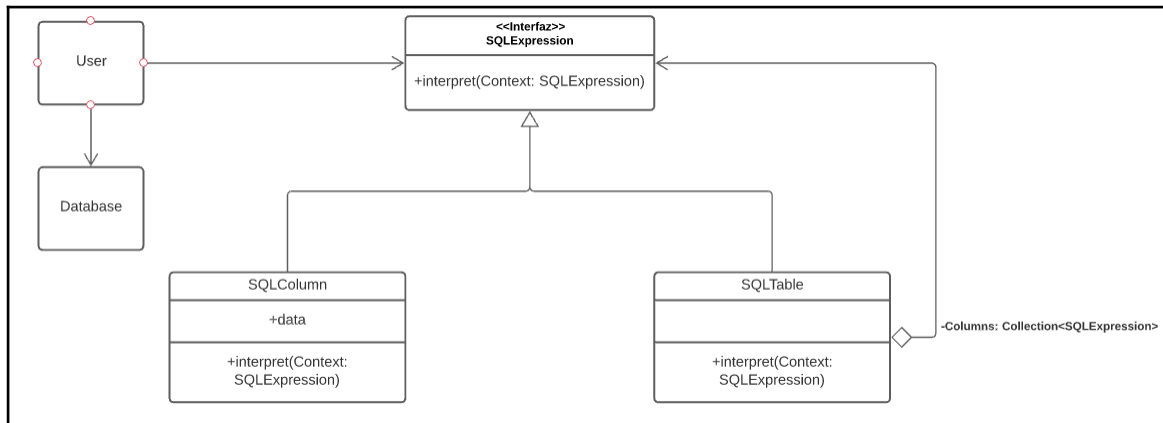 User
<<Interfaz>>
SQLExpression
+interpret(Context: SQLExpression)
Database
SQLColumn
+data
+interpret(Context:
SQLExpression)
SQLTable
+interpret(Context:
SQLExpression)
-Columns: Collection<SQLExpression>